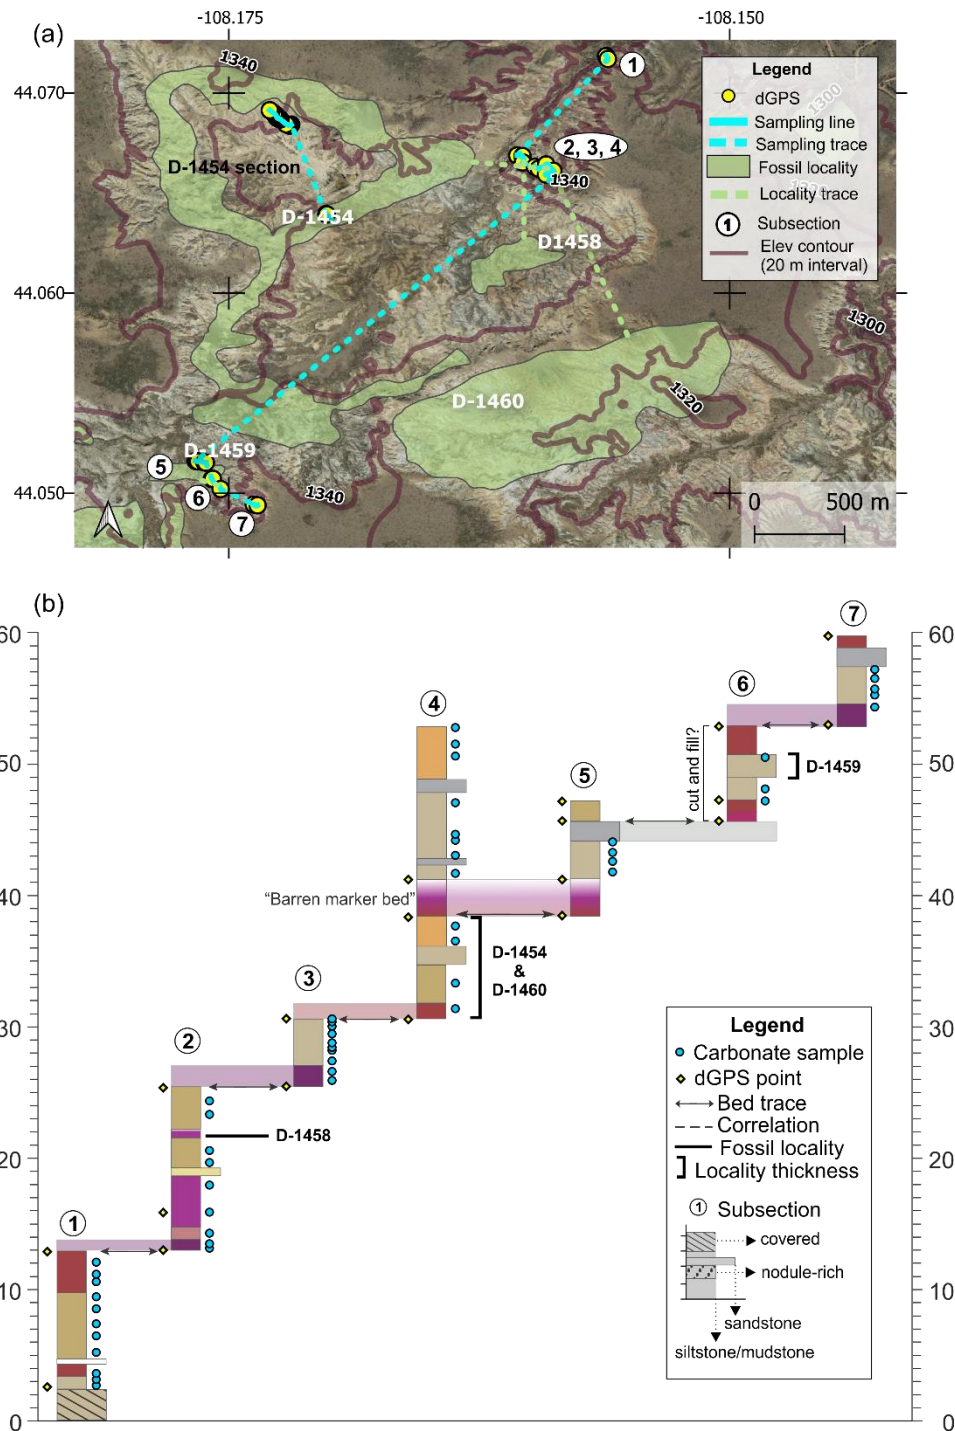 -108.175
-108.150
(a)
1340
1
Legend
dGPS
Sampling line
Sampling trace
Fossil locality
Locality trace
1
Subsection
Elev contour
(20 m interval)
1300
44.070
2, 3, 4
1340
D-1454 section
D-1454
D1458
44.060
1300
1320
D-1460
D-1459
5
6
7
1340
44.050
0
500 m
(b)
7
60
60
6
4
cut and fill?
5
D-1459
50
50
"Barren marker bed"
40
40
3
D-1454
&
D-1460
30
30
2
Legend
Carbonate sample
dGPS point
Bed trace
Correlation
Fossil locality
Locality thickness
D-1458
20
20
1
1
Subsection
covered
nodule-rich
10
10
sandstone
siltstone/mudstone
0
0